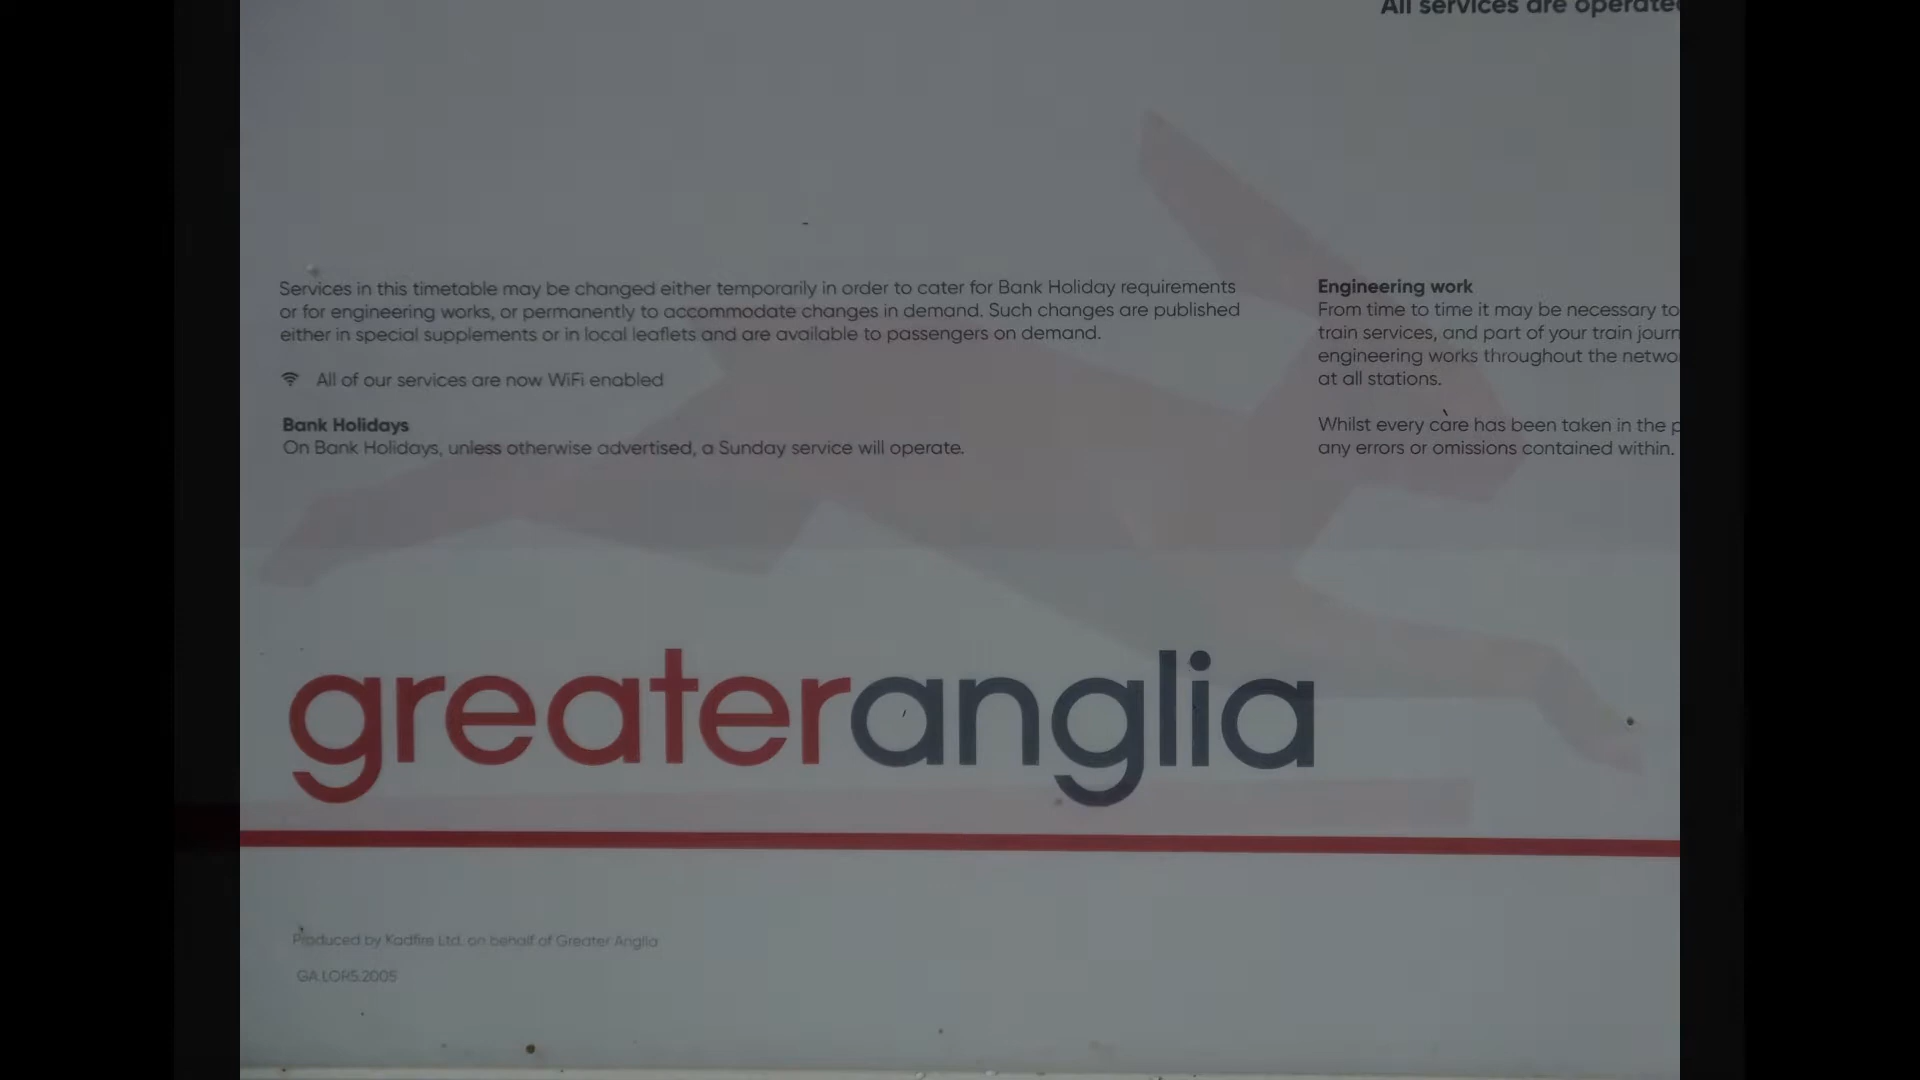 All services are operated
Services in this timetable may be changed either temporarily in order to cater for Bank Holiday requirements
or for engineering works, or permanently to accommodate changes in demand. Such changes are published
either in special supplements or in local leaflets and are available to passengers on demand.
All of our services are now WiFi enabled
Bank Holidays
On Bank Holidays, unless otherwise advertised, a Sunday service will operate.
Engineering work
From time to time it may be necessary to
train services, and part of your train journ
engineering works throughout the netwo
at all stations.
Whilst every care has been taken in the p
any errors or omissions contained within.
greateranglia
Produced by Kadfire Ltd, on behalf of Greater Anglia
GA.LOR5.2005